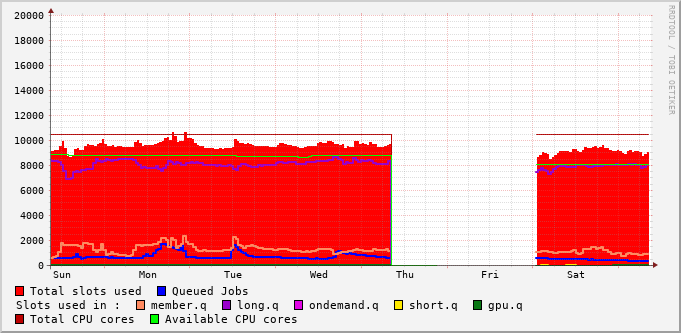 20000
18000
16000
14000
12000
10000
8000
6000
4000
2000
0
Sun Mon Tue Wed Thu Fri Sat
Total slots used Queued Jobs
Slots used in : member.q long.q ondemand.q short.q gpu.q
Total CPU cores Available CPU cores
RRDTOOL / TOBI OETIKER